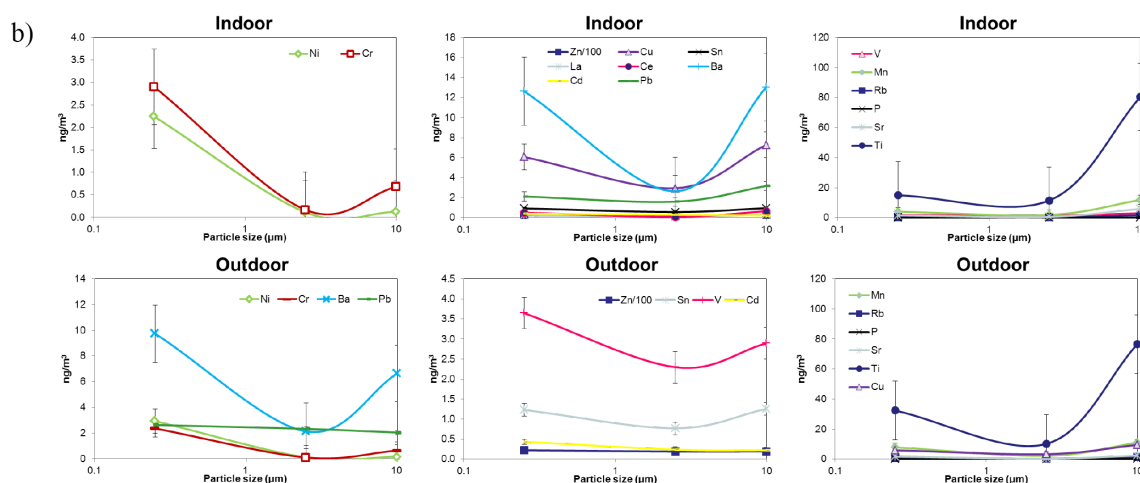 b)
Indoor
4.0
3.5
3.0
2.5
2.0
1.5
1.0
0.5
0.0
ng/m³
Ni Cr
0.1 1 10
Particle size (µm)
Indoor
18
16
14
12
10
8
6
4
2
0
ng/m³
Zn/100 Cu Sn
La Ce Ba
Cd Pb
0.1 1 10
Particle size (µm)
Indoor
120
100
80
60
40
20
0
ng/m³
V
Mn
Rb
P
Sr
Ti
0.1 1 10
Particle size (µm)
Outdoor
14
12
10
8
6
4
2
0
ng/m³
Ni Cr Ba Pb
0.1 1 10
Particle size (µm)
Outdoor
4.5
4.0
3.5
3.0
2.5
2.0
1.5
1.0
0.5
0.0
ng/m³
Zn/100 Sn V Cd
0.1 1 10
Particle size (µm)
Outdoor
120
100
80
60
40
20
0
ng/m³
Mn
Rb
P
Sr
Ti
Cu
0.1 1 10
Particle size (µm)